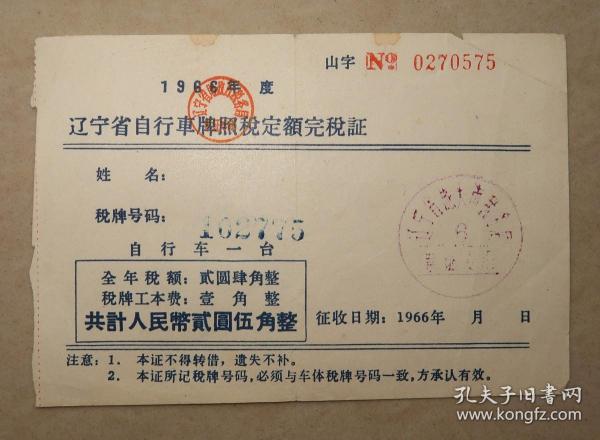 山字 No 0270575
1966年度
辽宁省自行車牌照税定額完税証
姓 名:
税牌号码: 102775
自行车一台
全年税额: 貳圆肆角整
税牌工本费: 壹角整
共計人民幣貳圓伍角整
征收日期: 1966年 月 日
注意: 1. 本证不得转借,遗失不补。
2. 本证所记税牌号码,必须与车体税牌号码一致,方承认有效。
孔夫子旧书网
www.kongfz.com